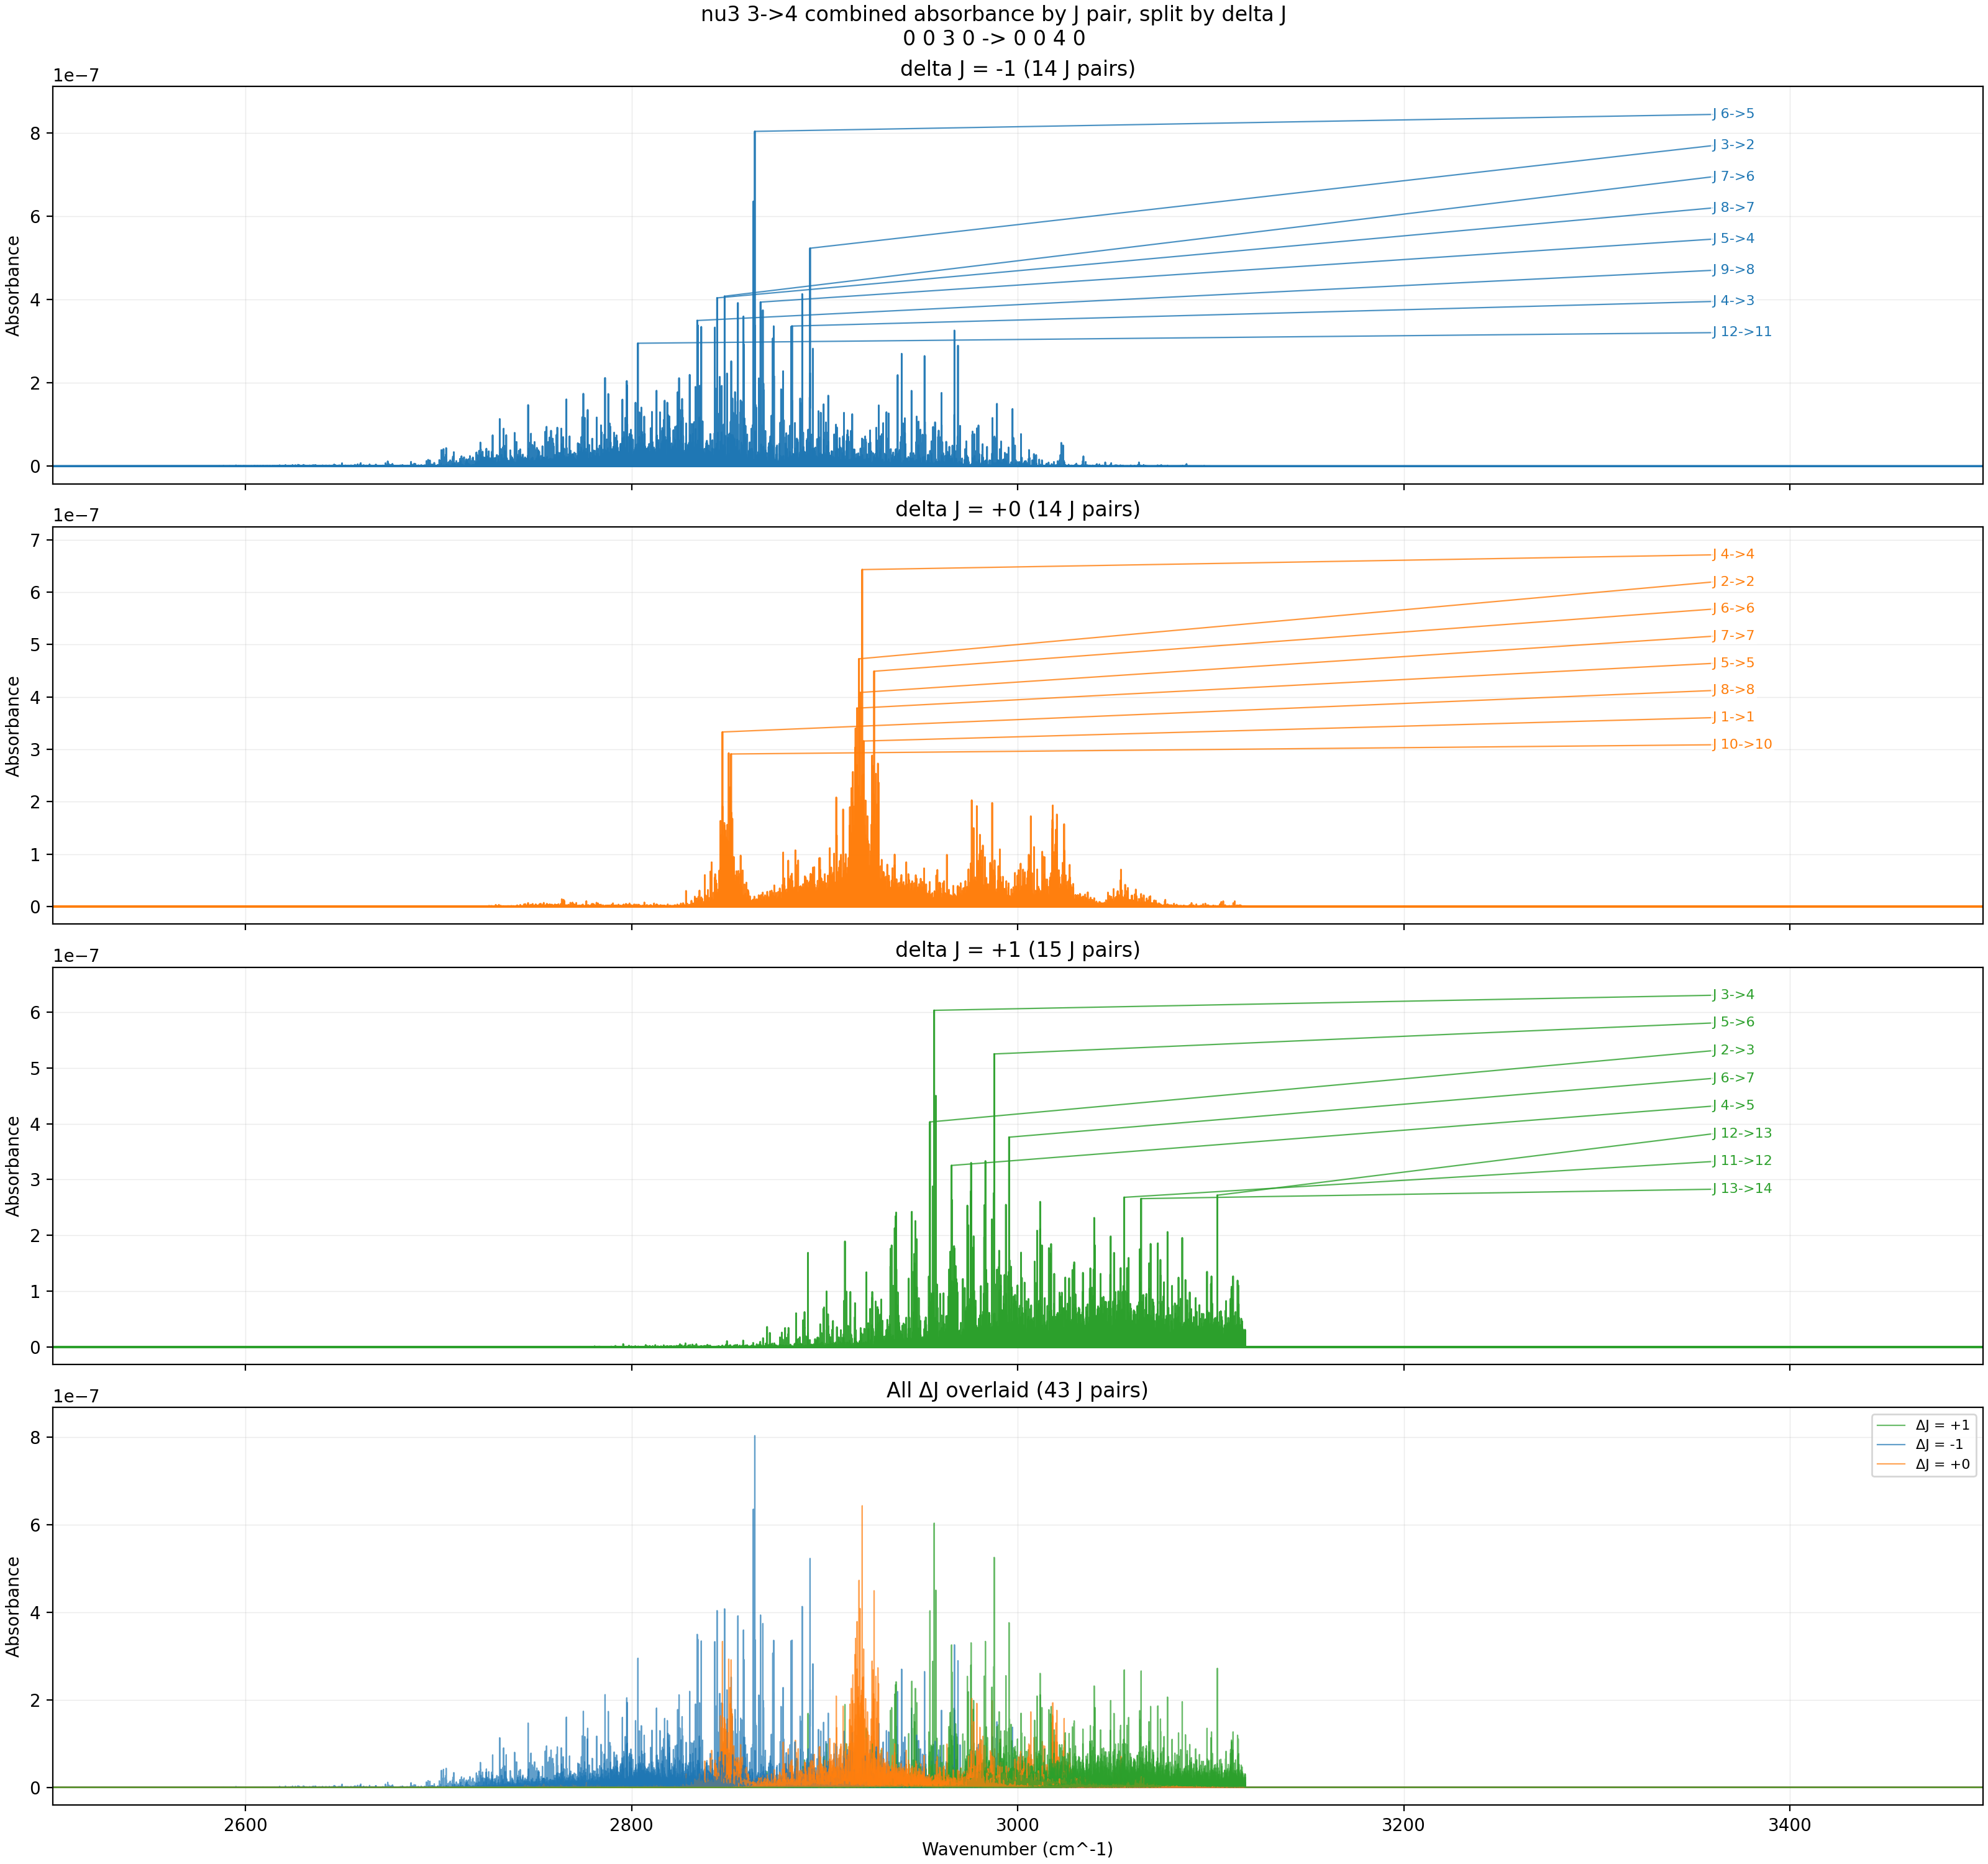 nu3 3->4 combined absorbance by J pair, split by delta J
0 0 3 0 -> 0 0 4 0
delta J = -1 (14 J pairs)
1e−7
8
6
4
2
0
Absorbance
J 6->5
J 3->2
J 7->6
J 8->7
J 5->4
J 9->8
J 4->3
J 12->11
delta J = +0 (14 J pairs)
1e−7
7
6
5
4
3
2
1
0
Absorbance
J 4->4
J 2->2
J 6->6
J 7->7
J 5->5
J 8->8
J 1->1
J 10->10
delta J = +1 (15 J pairs)
1e−7
6
5
4
3
2
1
0
Absorbance
J 3->4
J 5->6
J 2->3
J 6->7
J 4->5
J 12->13
J 11->12
J 13->14
All ΔJ overlaid (43 J pairs)
1e−7
8
6
4
2
0
Absorbance
ΔJ = +1
ΔJ = -1
ΔJ = +0
2600 2800 3000 3200 3400
Wavenumber (cm^-1)